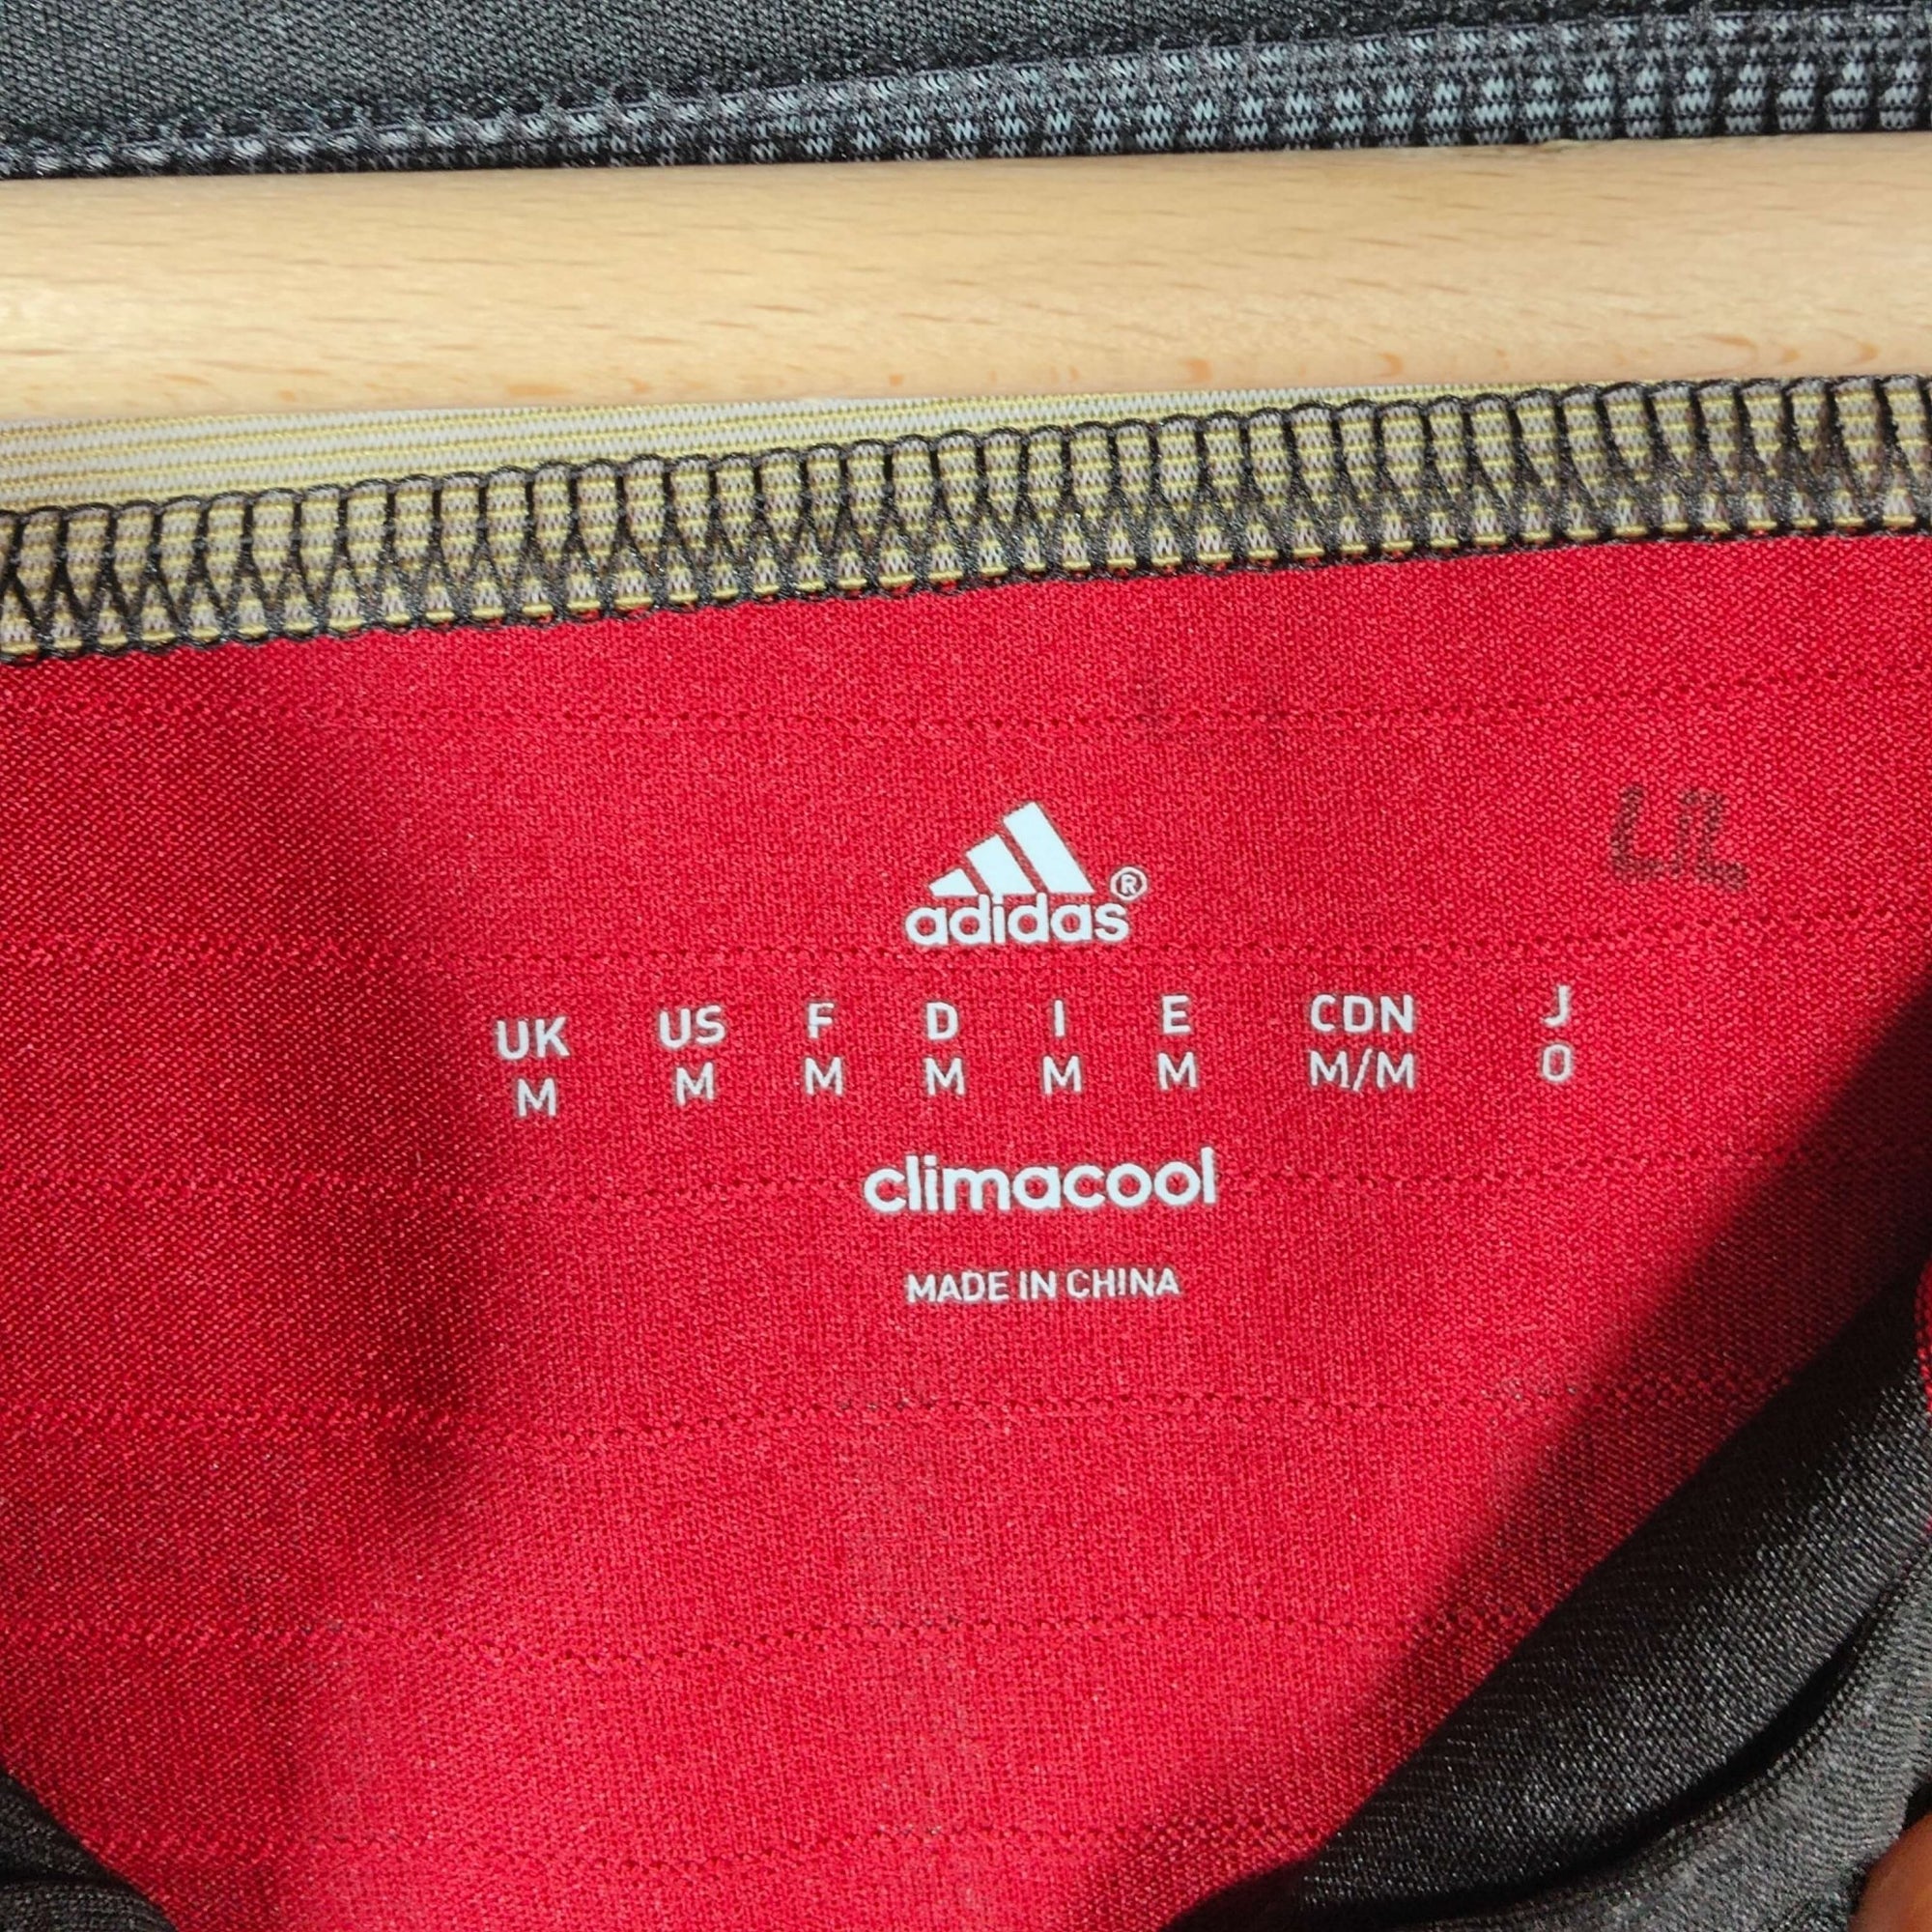 adidas®
UK US F D I E CDN J
M M M M M M M/M O
climacool
MADE IN CHINA